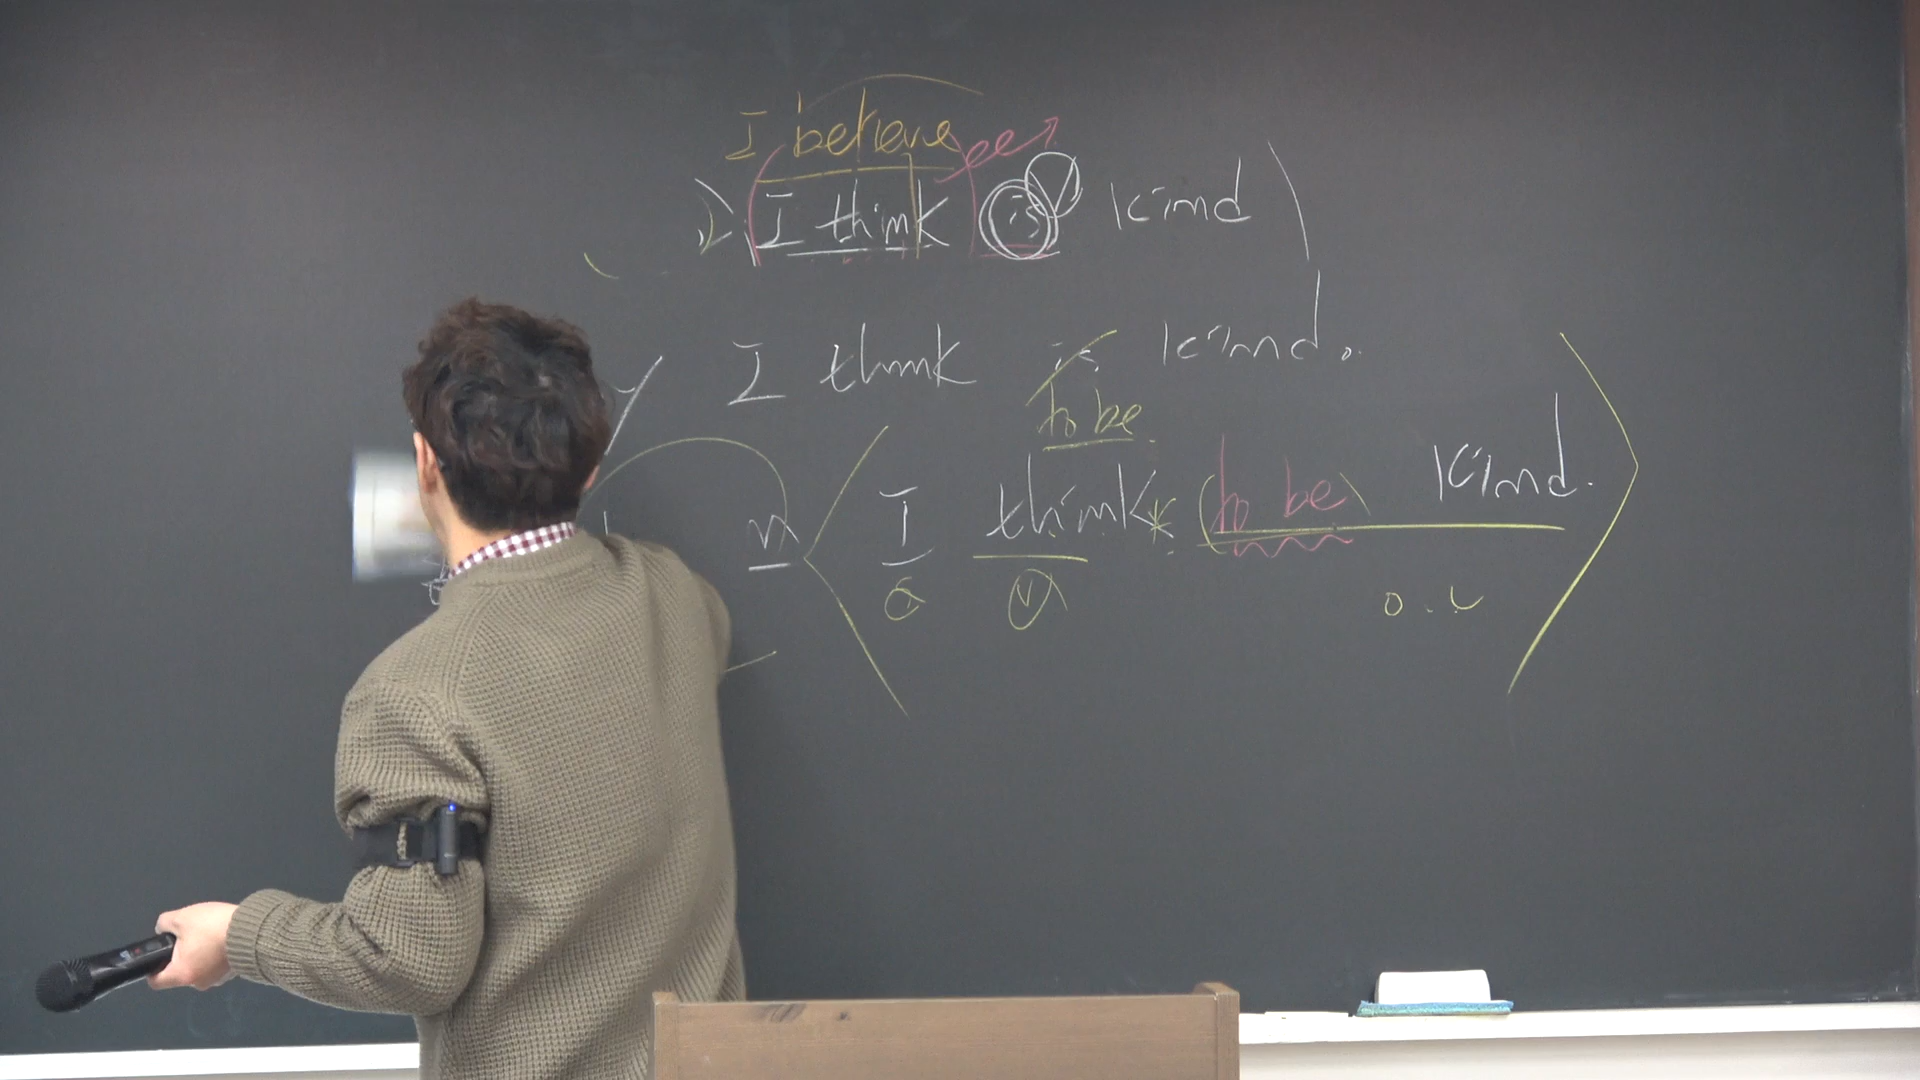 I believe
(I think is kind)
I think is kind.
to be
m < I think * (to be) kind. >
V O.C